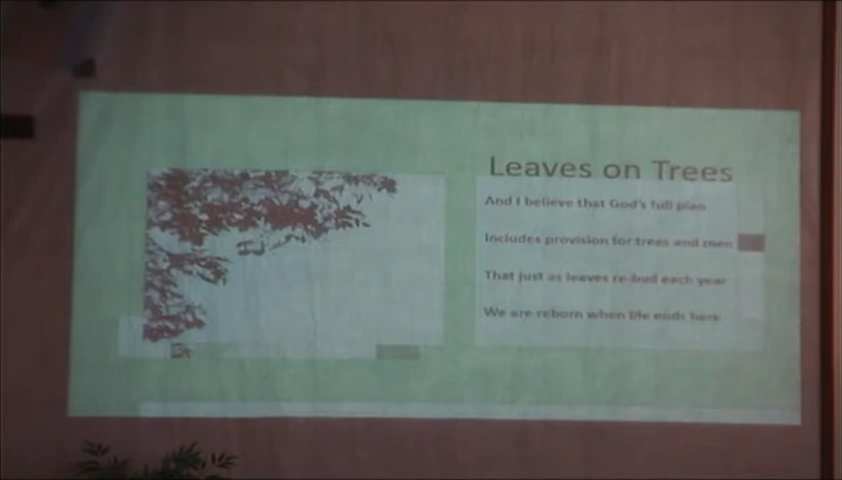 Leaves on Trees
And I believe that God's full plan
Includes provision for trees and men
That just as leaves re-bud each year
We are reborn when life ends here